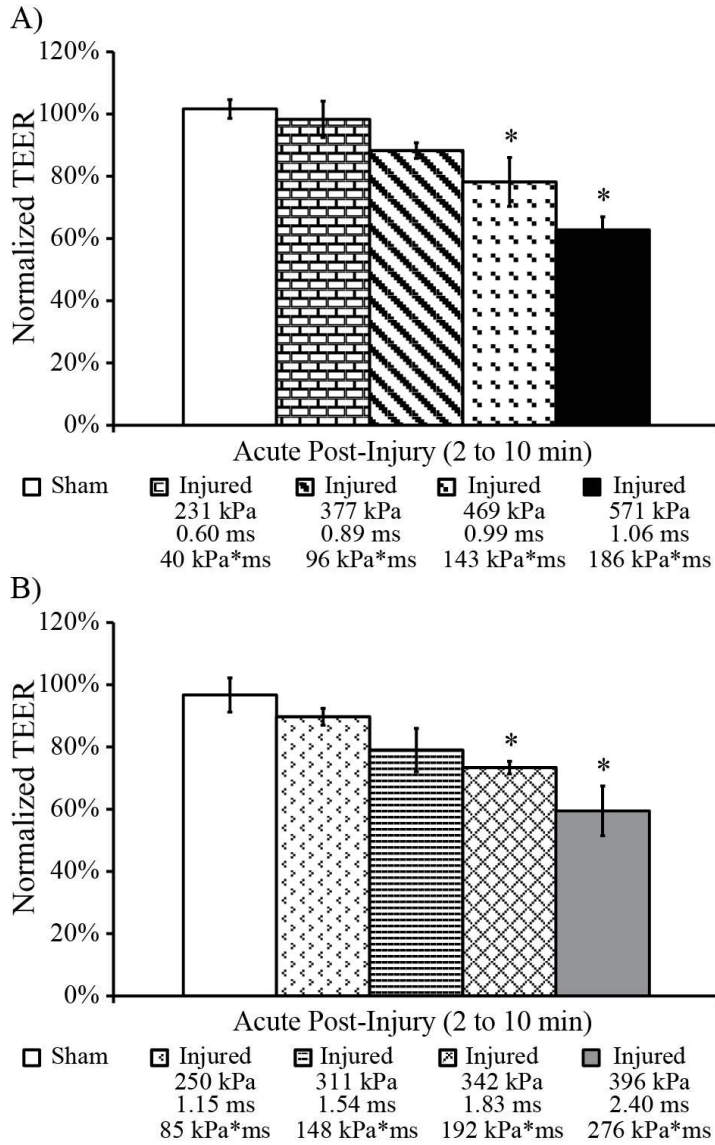 A)
120%
100%
80%
60%
40%
20%
0%
Normalized TEER
*
*
Acute Post-Injury (2 to 10 min)
Sham Injured Injured Injured Injured
231 kPa 377 kPa 469 kPa 571 kPa
0.60 ms 0.89 ms 0.99 ms 1.06 ms
40 kPa*ms 96 kPa*ms 143 kPa*ms 186 kPa*ms
B)
120%
100%
80%
60%
40%
20%
0%
Normalized TEER
*
*
Acute Post-Injury (2 to 10 min)
Sham Injured Injured Injured Injured
250 kPa 311 kPa 342 kPa 396 kPa
1.15 ms 1.54 ms 1.83 ms 2.40 ms
85 kPa*ms 148 kPa*ms 192 kPa*ms 276 kPa*ms